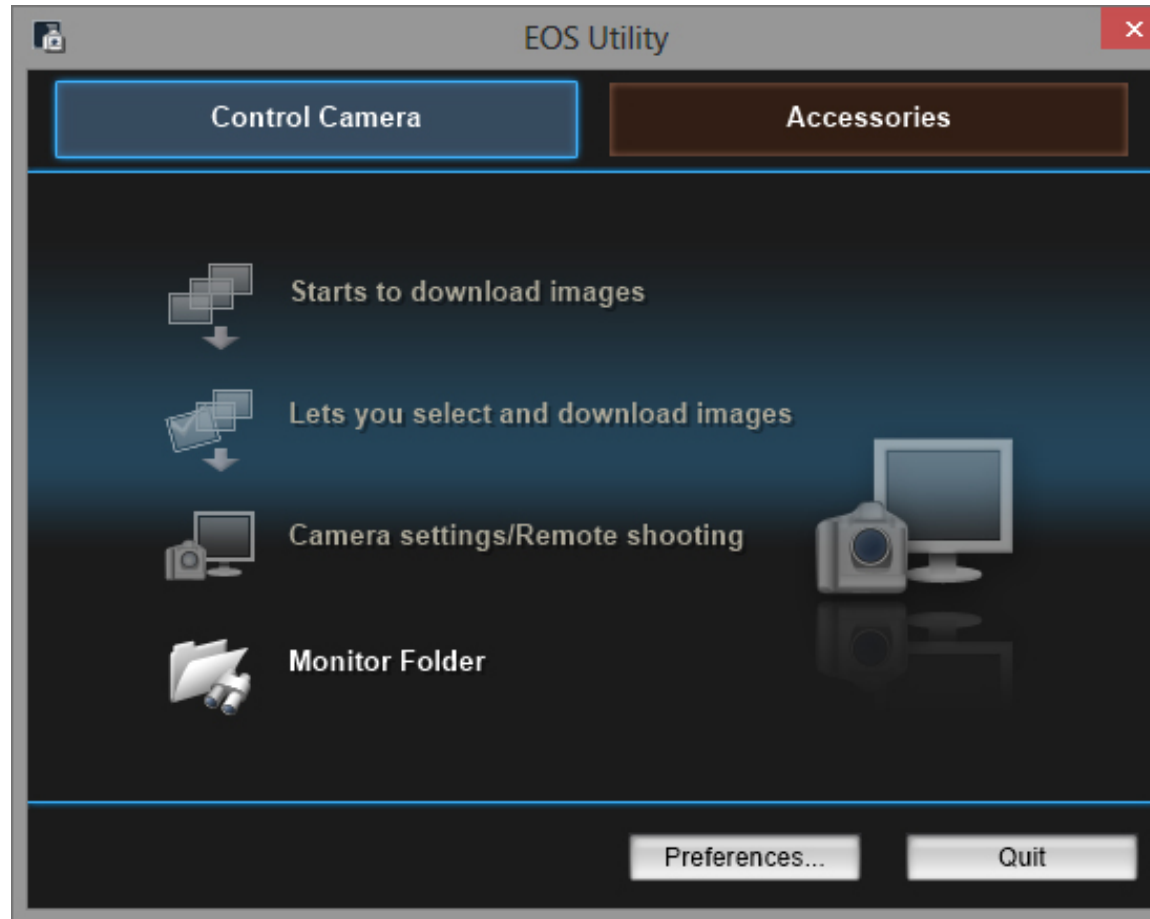 EOS Utility
Control Camera
Accessories
Starts to download images
Lets you select and download images
Camera settings/Remote shooting
Monitor Folder
Preferences...
Quit